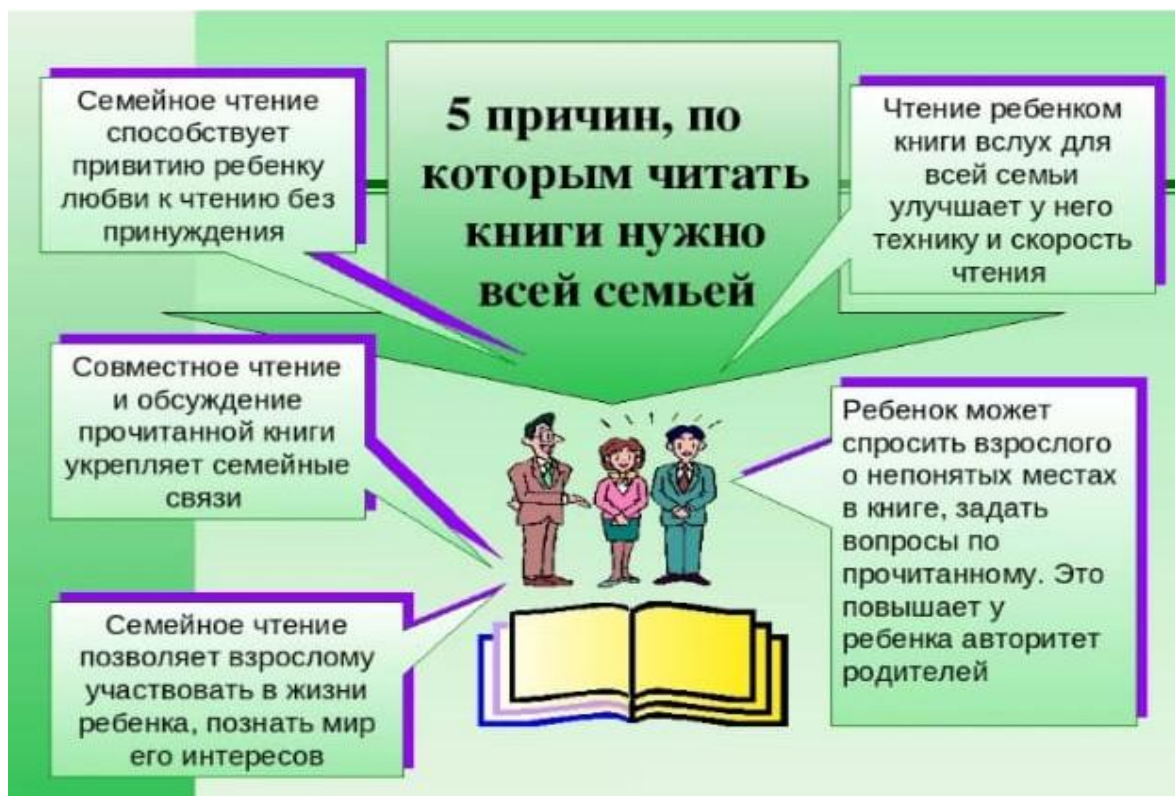 5 причин, по
которым читать
книги нужно
всей семьей
Семейное чтение
способствует
привитию ребенку
любви к чтению без
принуждения
Чтение ребенком
книги вслух для
всей семьи
улучшает у него
технику и скорость
чтения
Совместное чтение
и обсуждение
прочитанной книги
укрепляет семейные
связи
Ребенок может
спросить взрослого
о непонятых местах
в книге, задать
вопросы по
прочитанному. Это
повышает у
ребенка авторитет
родителей
Семейное чтение
позволяет взрослому
участвовать в жизни
ребенка, познать мир
его интересов